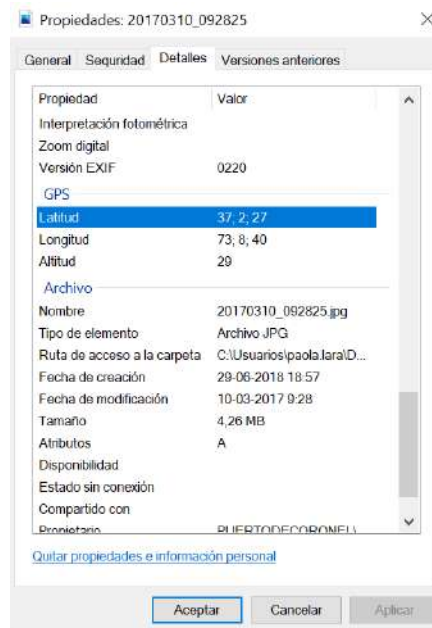 Propiedades: 20170310_092825
General Seguridad Detalles Versiones anteriores
Propiedad Valor
Interpretación fotométrica
Zoom digital
Versión EXIF 0220
GPS
Latitud 37; 2; 27
Longitud 73; 8; 40
Altitud 29
Archivo
Nombre 20170310_092825.jpg
Tipo de elemento Archivo JPG
Ruta de acceso a la carpeta C:\Usuarios\paola.lara\D...
Fecha de creación 29-06-2018 18:57
Fecha de modificación 10-03-2017 9:28
Tamaño 4,26 MB
Atributos A
Disponibilidad
Estado sin conexión
Compartido con
Propietario PUERTODECORONEL\
Quitar propiedades e información personal
Aceptar Cancelar Aplicar